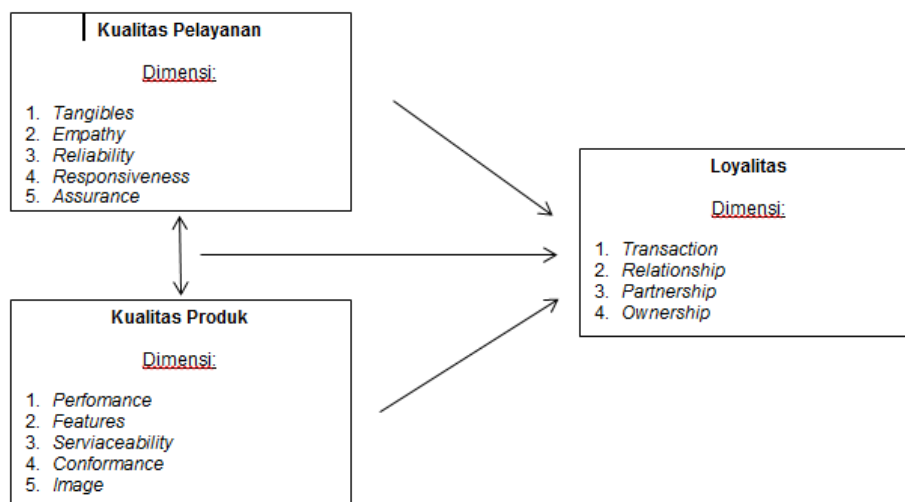 Kualitas Pelayanan
Dimensi:
1. Tangibles
2. Empathy
3. Reliability
4. Responsiveness
5. Assurance
Kualitas Produk
Dimensi:
1. Perfomance
2. Features
3. Serviaceability
4. Conformance
5. Image
Loyalitas
Dimensi:
1. Transaction
2. Relationship
3. Partnership
4. Ownership